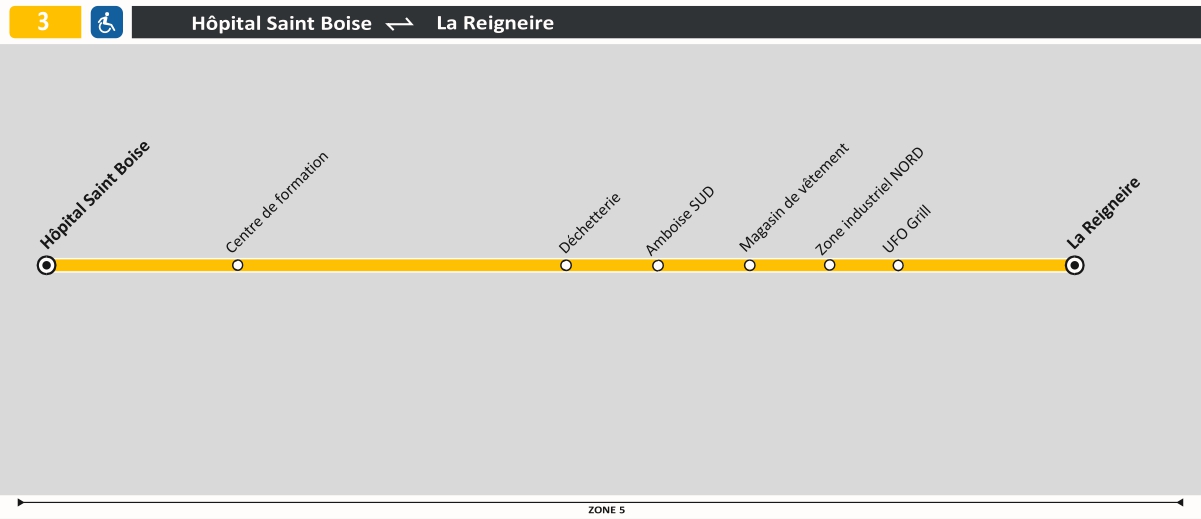 3
Hôpital Saint Boise ⇌ La Reigneire
Hôpital Saint Boise
Centre de formation
Déchetterie
Amboise SUD
Magasin de vêtement
Zone industriel NORD
UFO Grill
La Reigneire
ZONE 5